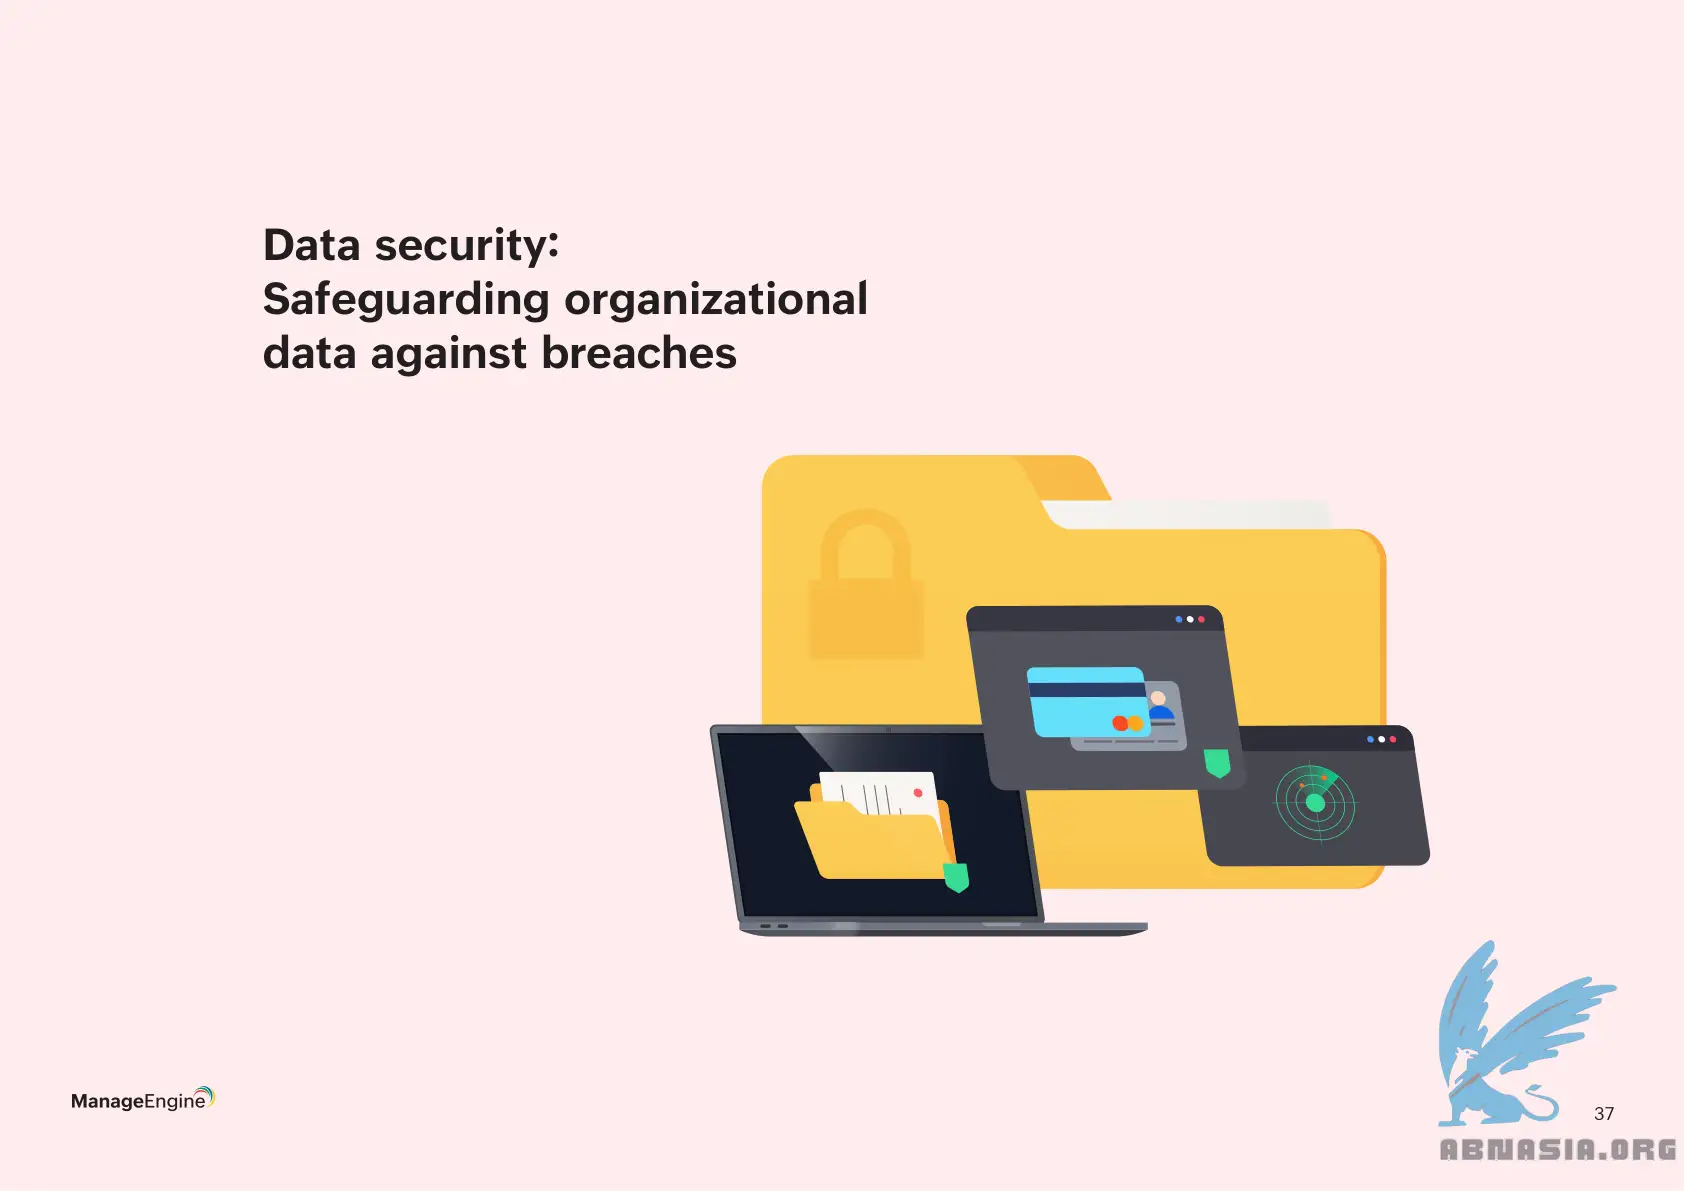 Data security:
Safeguarding organizational
data against breaches
ManageEngine
37
ABNASIA.ORG